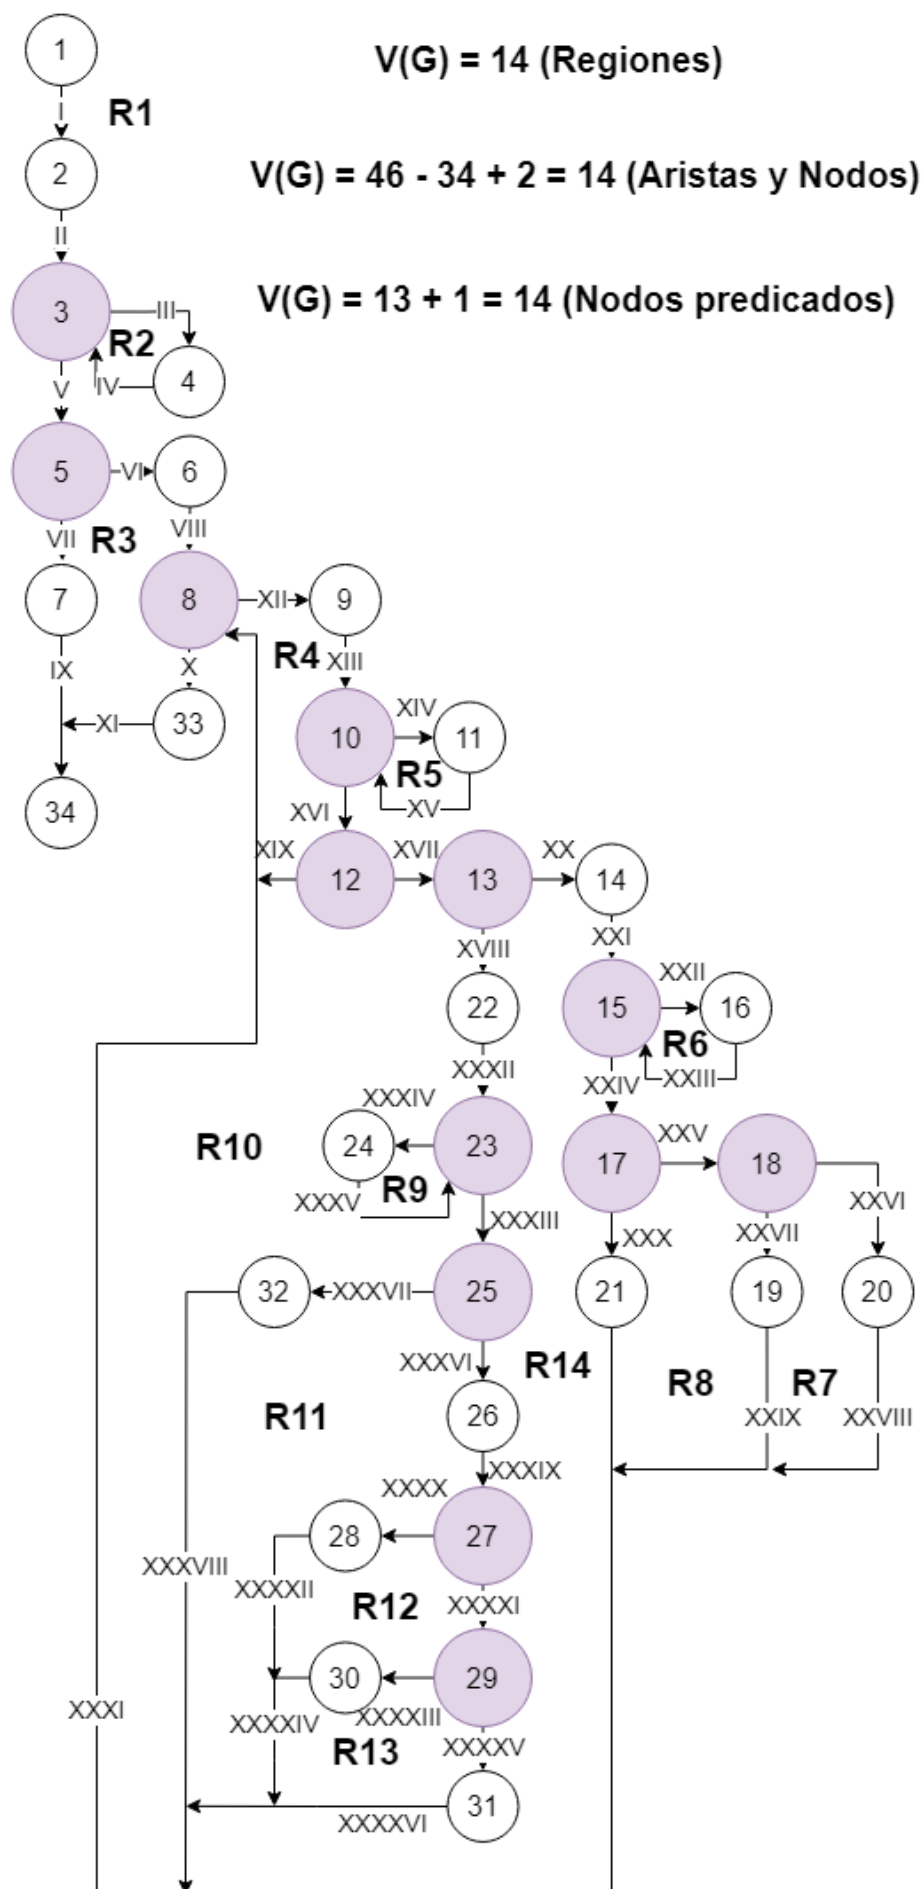 1
V(G) = 14 (Regiones)
I
R1
2
V(G) = 46 - 34 + 2 = 14 (Aristas y Nodos)
II
3
III
V(G) = 13 + 1 = 14 (Nodos predicados)
R2
V
IV
4
5
VI
6
VII
R3
VIII
7
8
XII
9
IX
X
R4
XIII
XI
33
10
XIV
11
34
R5
XVI
XV
XIX
12
XVII
13
XX
14
XVIII
XXI
22
15
XXII
16
R6
XXXII
XXIV
XXIII
XXXIV
R10
24
23
17
XXV
18
XXXV
R9
XXVI
XXXIII
XXX
XXVII
32
XXXVII
25
21
19
20
XXXVI
R14
R8
R7
R11
26
XXIX
XXVIII
XXXIX
XXXX
28
27
XXXVIII
XXXXII
R12
XXXXI
30
29
XXXI
XXXXIV
XXXXIII
R13
XXXXV
31
XXXXVI